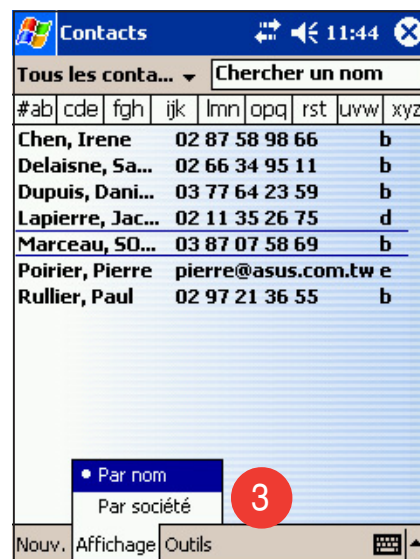 Contacts 11:44
Tous les conta... Chercher un nom
#ab cde fgh ijk lmn opq rst uvw xyz
Chen, Irene 02 87 58 98 66 b
Delaisne, Sa... 02 66 34 95 11 b
Dupuis, Dani... 03 77 64 23 59 b
Lapierre, Jac... 02 11 35 26 75 d
Marceau, SO... 03 87 07 58 69 b
Poirier, Pierre pierre@asus.com.tw e
Rullier, Paul 02 97 21 36 55 b
Par nom
Par société
3
Nouv. Affichage Outils